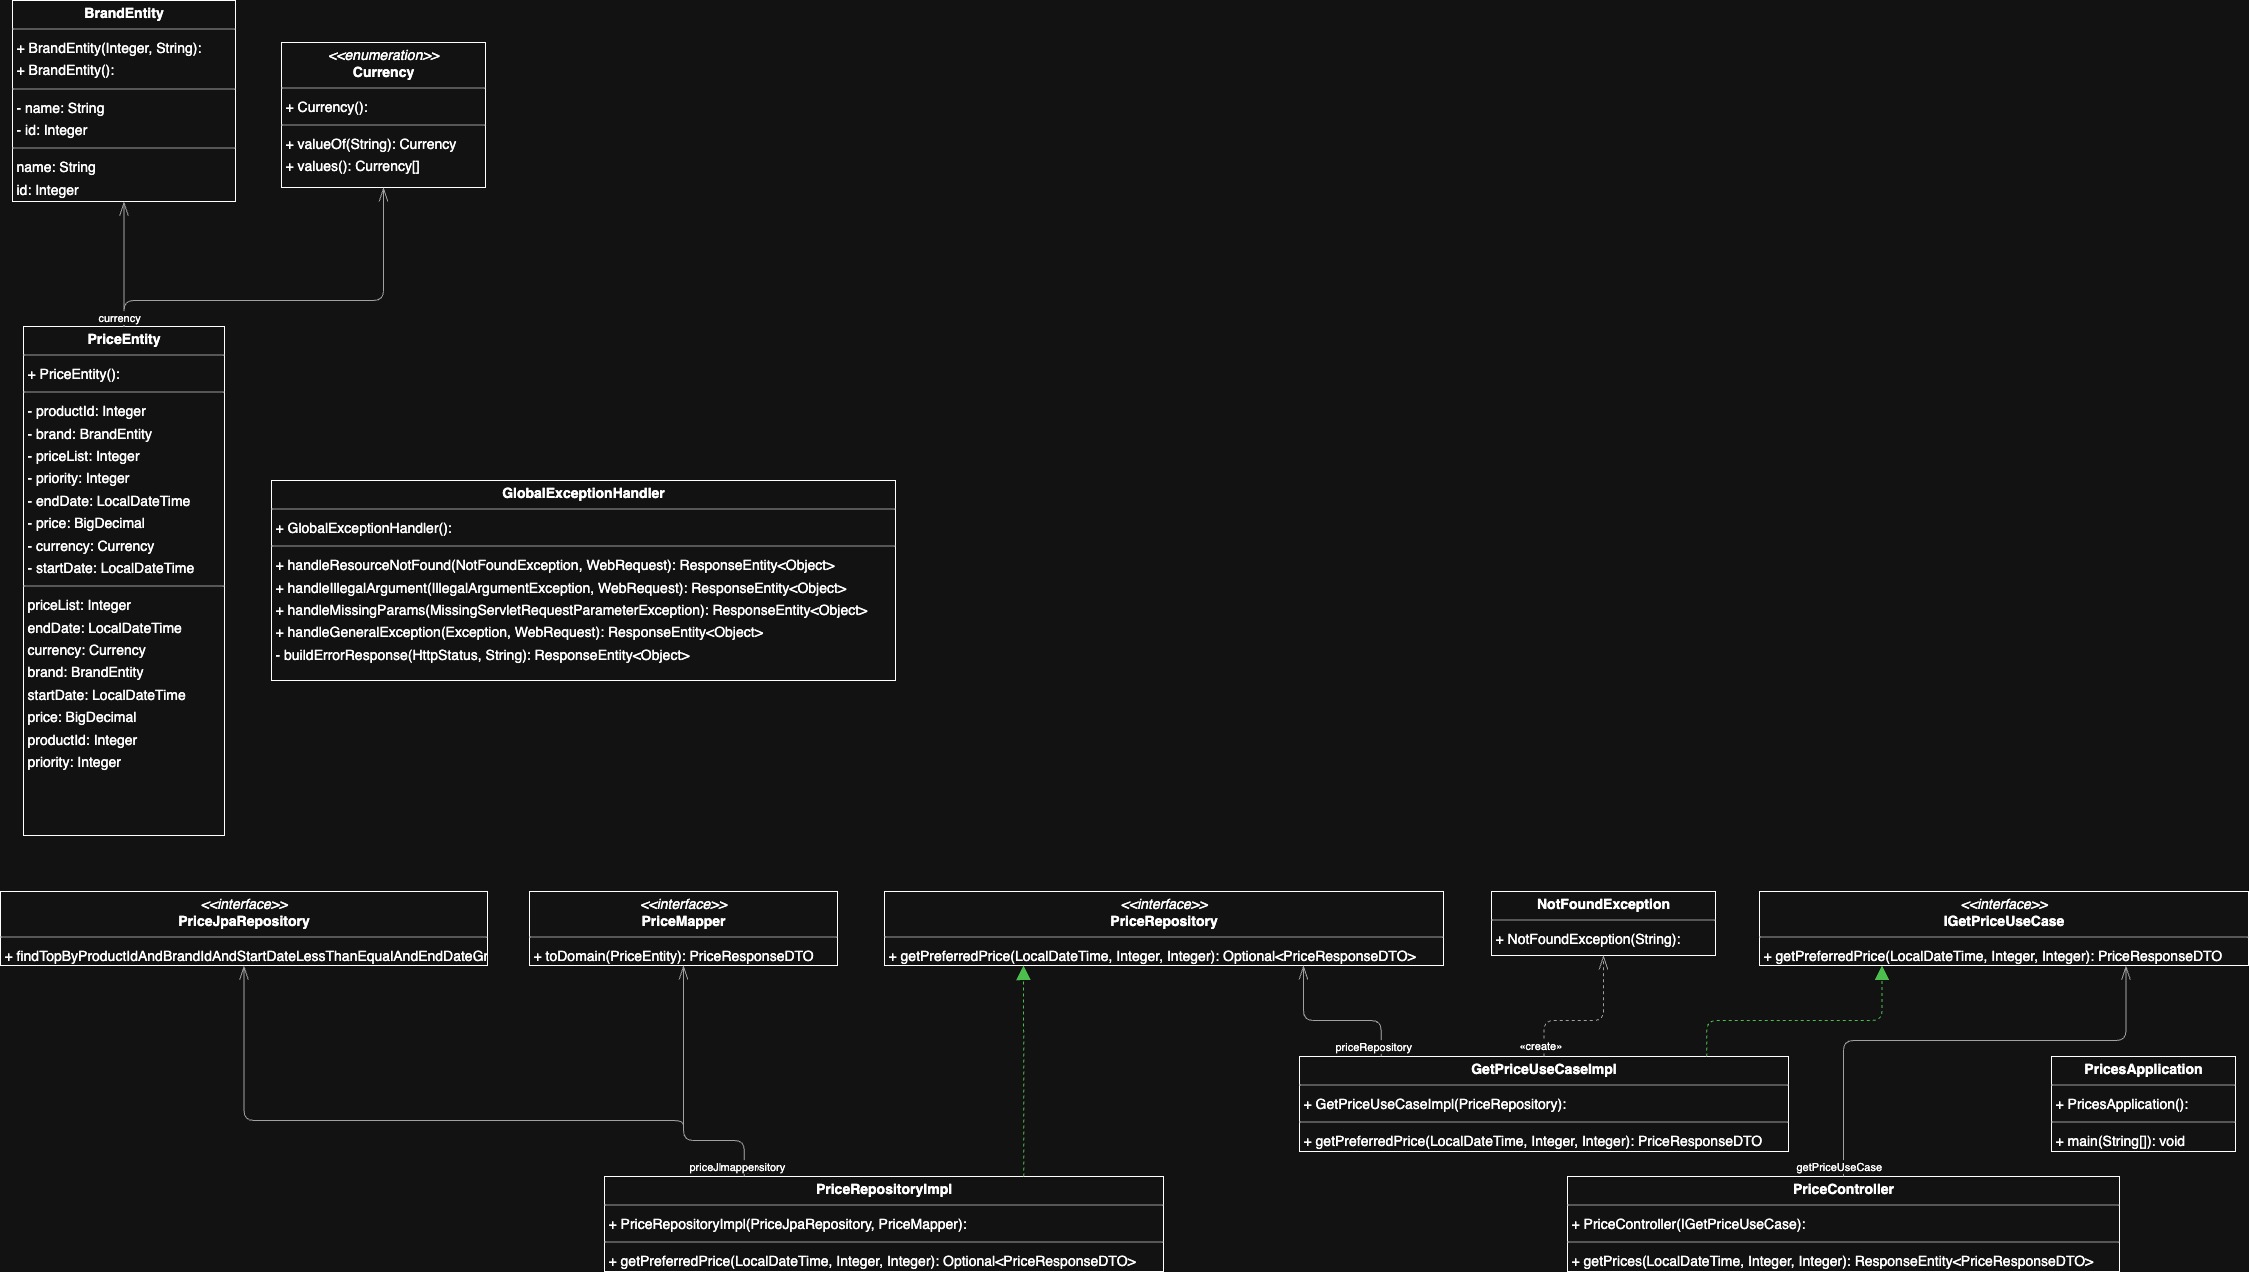 BrandEntity
+ BrandEntity(Integer, String):
+ BrandEntity():
- name: String
- id: Integer
name: String
id: Integer
<<enumeration>>
Currency
+ Currency():
+ valueOf(String): Currency
+ values(): Currency[]
currency
PriceEntity
+ PriceEntity():
- productId: Integer
- brand: BrandEntity
- priceList: Integer
- priority: Integer
- endDate: LocalDateTime
- price: BigDecimal
- currency: Currency
- startDate: LocalDateTime
priceList: Integer
endDate: LocalDateTime
currency: Currency
brand: BrandEntity
startDate: LocalDateTime
price: BigDecimal
productId: Integer
priority: Integer
GlobalExceptionHandler
+ GlobalExceptionHandler():
+ handleResourceNotFound(NotFoundException, WebRequest): ResponseEntity<Object>
+ handleIllegalArgument(IllegalArgumentException, WebRequest): ResponseEntity<Object>
+ handleMissingParams(MissingServletRequestParameterException): ResponseEntity<Object>
+ handleGeneralException(Exception, WebRequest): ResponseEntity<Object>
- buildErrorResponse(HttpStatus, String): ResponseEntity<Object>
<<interface>>
PriceJpaRepository
+ findTopByProductIdAndBrandIdAndStartDateLessThanEqualAndEndDateGr
<<interface>>
PriceMapper
+ toDomain(PriceEntity): PriceResponseDTO
<<interface>>
PriceRepository
+ getPreferredPrice(LocalDateTime, Integer, Integer): Optional<PriceResponseDTO>
NotFoundException
+ NotFoundException(String):
<<interface>>
IGetPriceUseCase
+ getPreferredPrice(LocalDateTime, Integer, Integer): PriceResponseDTO
priceRepository
«create»
GetPriceUseCaseImpl
+ GetPriceUseCaseImpl(PriceRepository):
+ getPreferredPrice(LocalDateTime, Integer, Integer): PriceResponseDTO
PricesApplication
+ PricesApplication():
+ main(String[]): void
PriceRepositoryImpl
+ PriceRepositoryImpl(PriceJpaRepository, PriceMapper):
+ getPreferredPrice(LocalDateTime, Integer, Integer): Optional<PriceResponseDTO>
getPriceUseCase
PriceController
+ PriceController(IGetPriceUseCase):
+ getPrices(LocalDateTime, Integer, Integer): ResponseEntity<PriceResponseDTO>